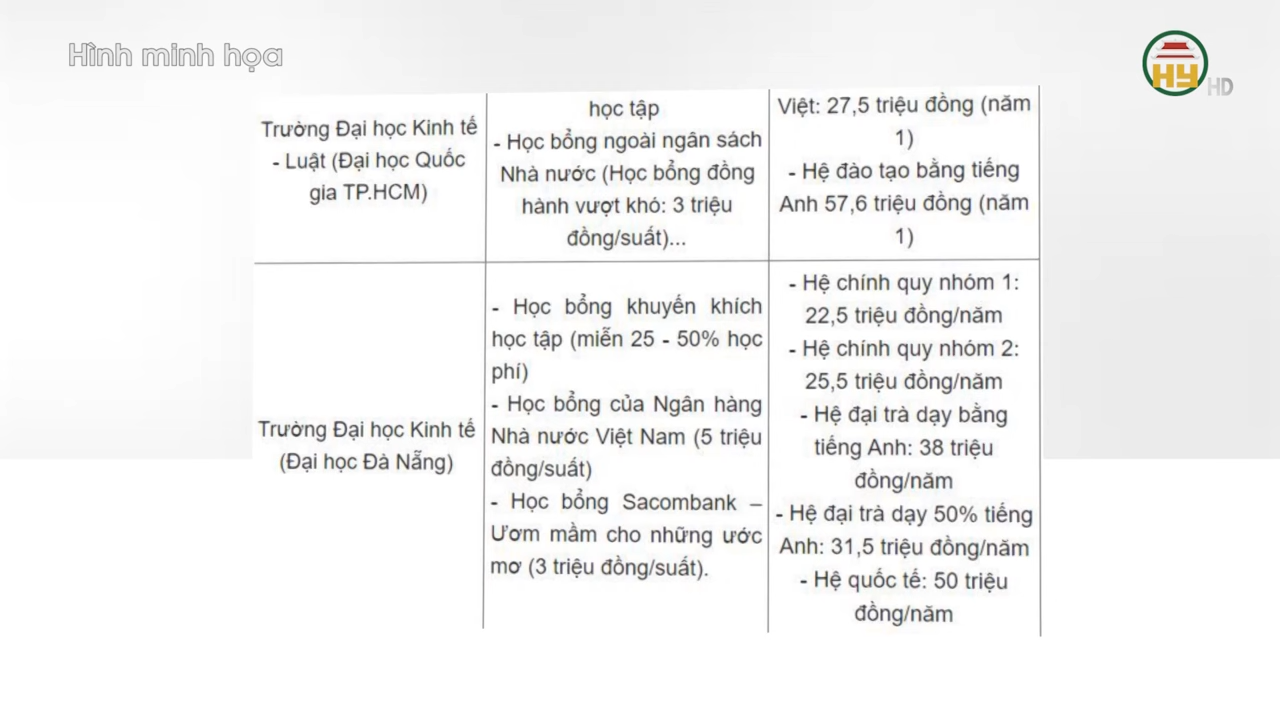 Hình minh họa
HY
HD
Trường Đại học Kinh tế
- Luật (Đại học Quốc
gia TP.HCM)
học tập
- Học bổng ngoài ngân sách
Nhà nước (Học bổng đồng
hành vượt khó: 3 triệu
đồng/suất)...
Việt: 27,5 triệu đồng (năm
1)
- Hệ đào tạo bằng tiếng
Anh 57,6 triệu đồng (năm
1)
Trường Đại học Kinh tế
(Đại học Đà Nẵng)
- Học bổng khuyến khích
học tập (miễn 25 - 50% học
phí)
- Học bổng của Ngân hàng
Nhà nước Việt Nam (5 triệu
đồng/suất)
- Học bổng Sacombank –
Ươm mầm cho những ước
mơ (3 triệu đồng/suất).
- Hệ chính quy nhóm 1:
22,5 triệu đồng/năm
- Hệ chính quy nhóm 2:
25,5 triệu đồng/năm
- Hệ đại trà dạy bằng
tiếng Anh: 38 triệu
đồng/năm
- Hệ đại trà dạy 50% tiếng
Anh: 31,5 triệu đồng/năm
- Hệ quốc tế: 50 triệu
đồng/năm